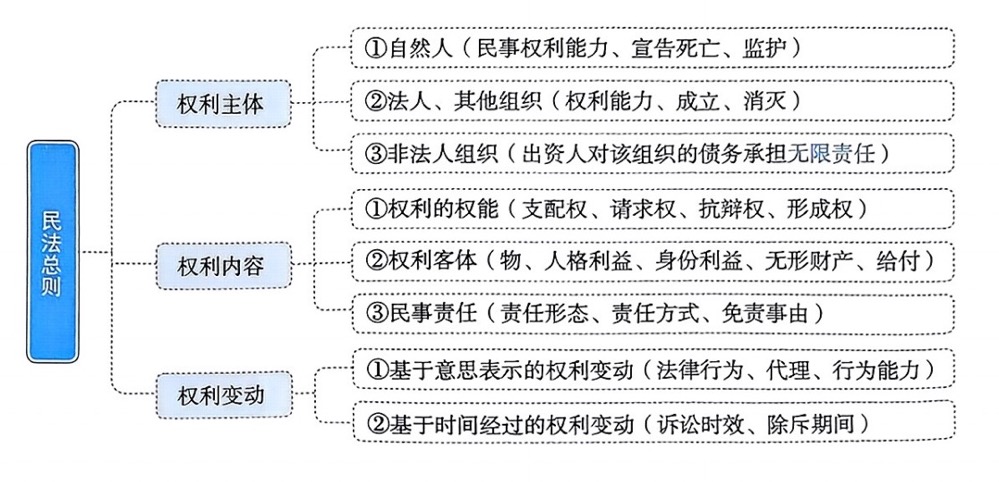 民法总则
权利主体
①自然人（民事权利能力、宣告死亡、监护）
②法人、其他组织（权利能力、成立、消灭）
③非法人组织（出资人对该组织的债务承担无限责任）
权利内容
①权利的权能（支配权、请求权、抗辩权、形成权）
②权利客体（物、人格利益、身份利益、无形财产、给付）
③民事责任（责任形态、责任方式、免责事由）
权利变动
①基于意思表示的权利变动（法律行为、代理、行为能力）
②基于时间经过的权利变动（诉讼时效、除斥期间）